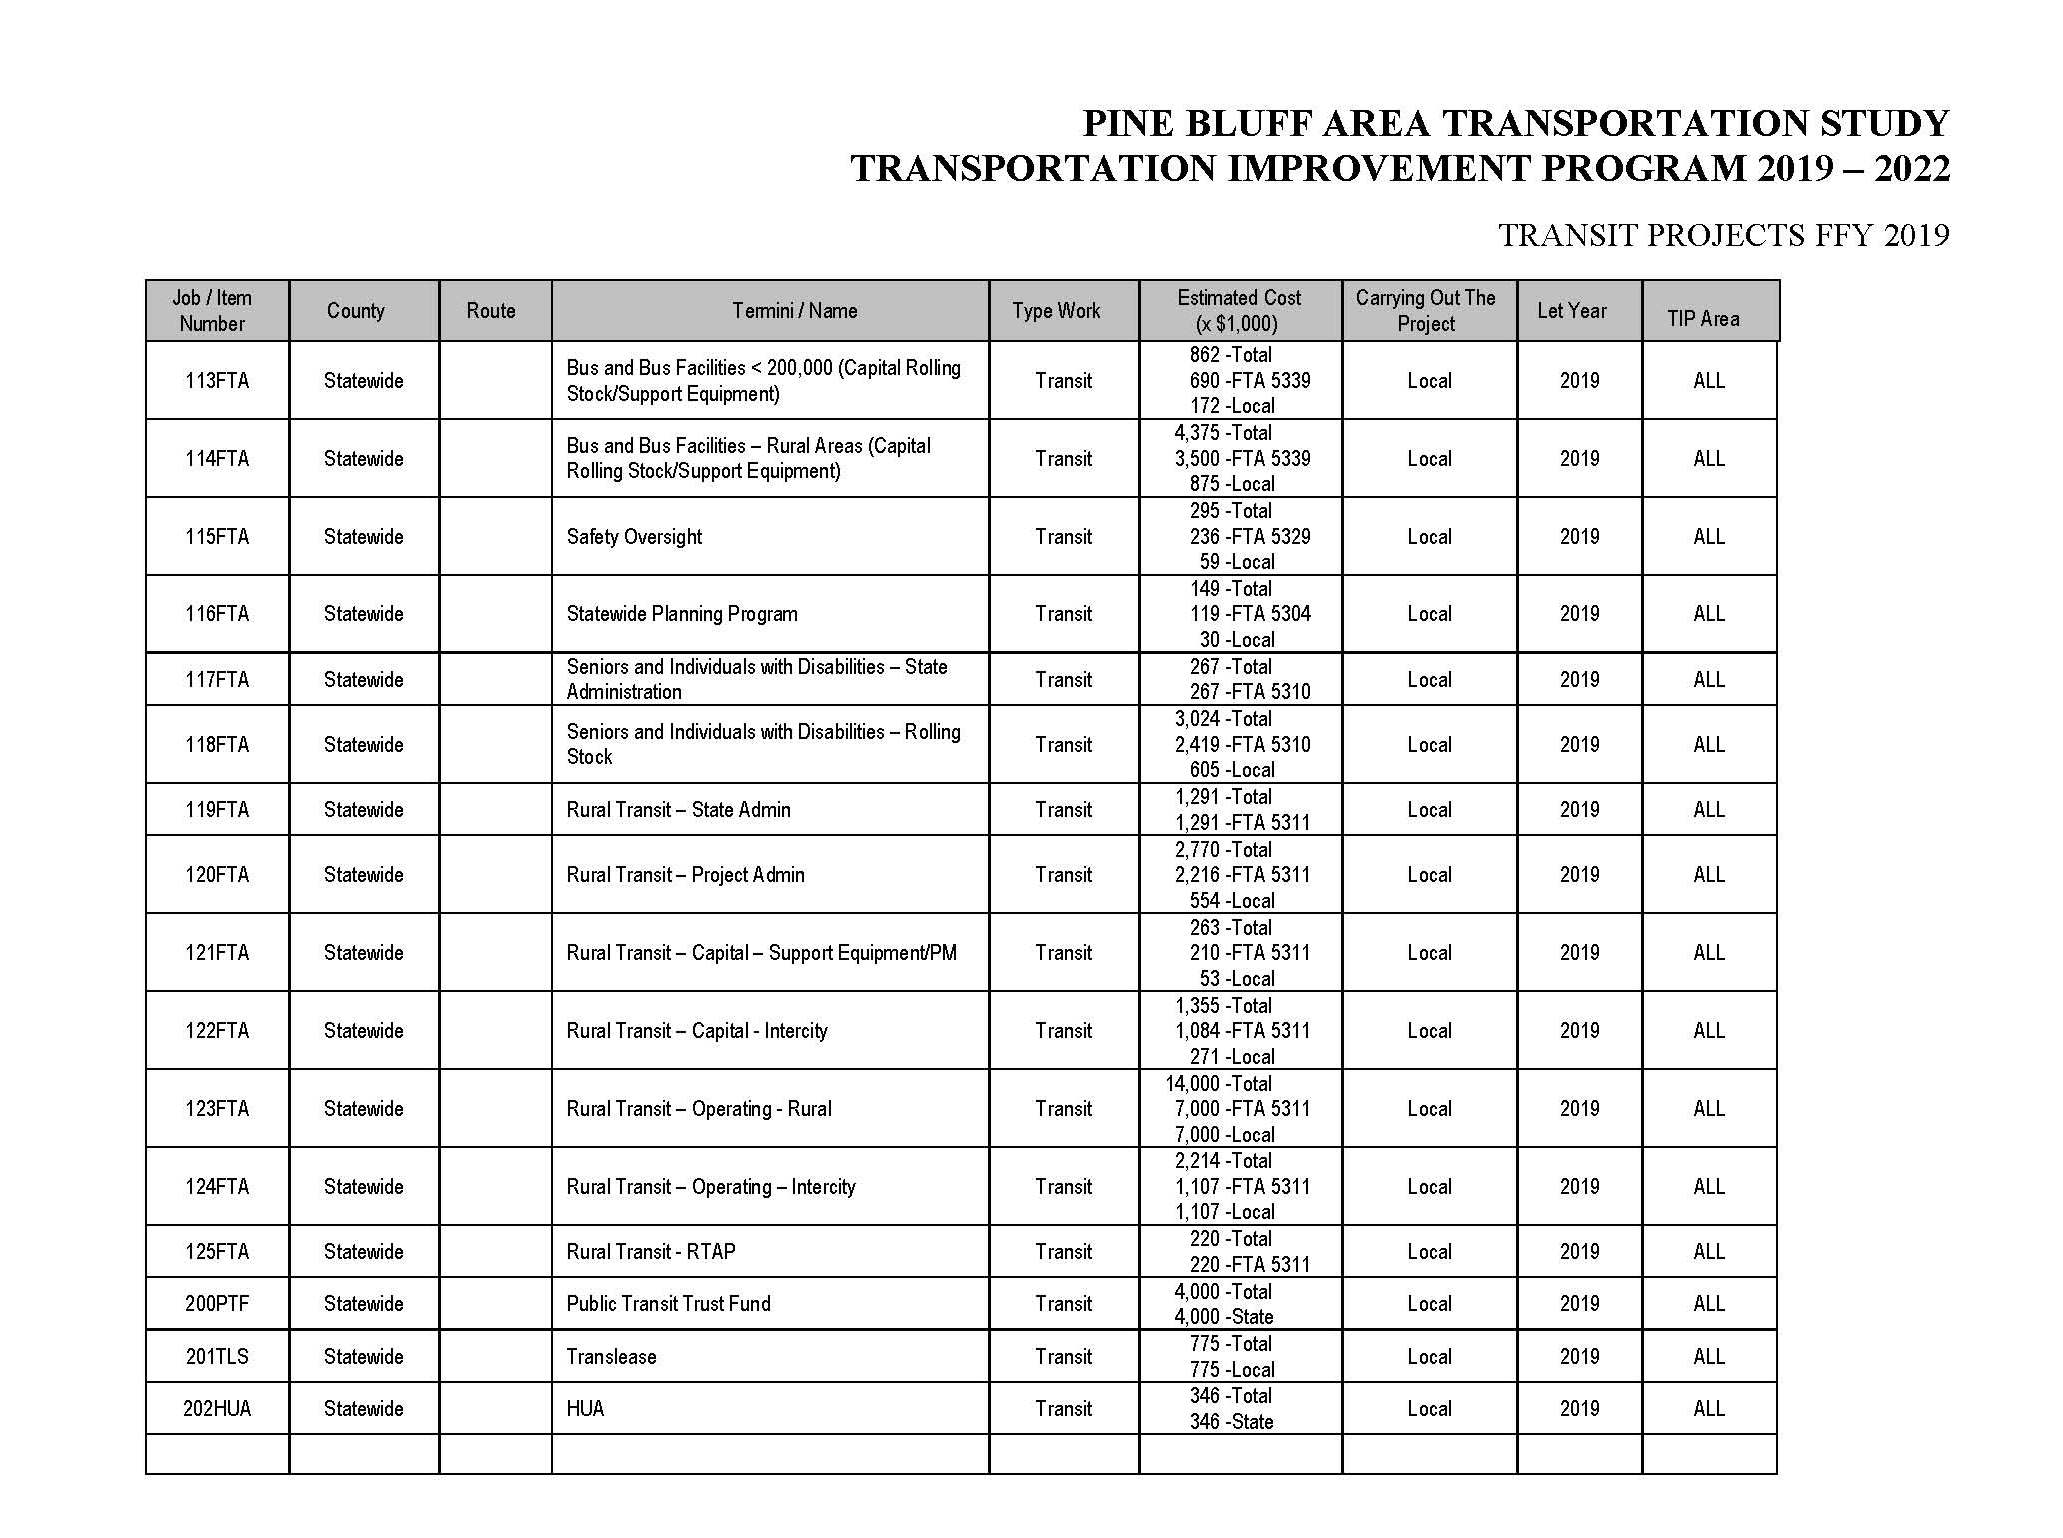 PINE BLUFF AREA TRANSPORTATION STUDY
TRANSPORTATION IMPROVEMENT PROGRAM 2019 – 2022
TRANSIT PROJECTS FFY 2019
Job / Item Number County Route Termini / Name Type Work Estimated Cost (x $1,000) Carrying Out The Project Let Year TIP Area
113FTA Statewide Bus and Bus Facilities < 200,000 (Capital Rolling Stock/Support Equipment) Transit 862 -Total 690 -FTA 5339 172 -Local Local 2019 ALL
114FTA Statewide Bus and Bus Facilities – Rural Areas (Capital Rolling Stock/Support Equipment) Transit 4,375 -Total 3,500 -FTA 5339 875 -Local Local 2019 ALL
115FTA Statewide Safety Oversight Transit 295 -Total 236 -FTA 5329 59 -Local Local 2019 ALL
116FTA Statewide Statewide Planning Program Transit 149 -Total 119 -FTA 5304 30 -Local Local 2019 ALL
117FTA Statewide Seniors and Individuals with Disabilities – State Administration Transit 267 -Total 267 -FTA 5310 Local 2019 ALL
118FTA Statewide Seniors and Individuals with Disabilities – Rolling Stock Transit 3,024 -Total 2,419 -FTA 5310 605 -Local Local 2019 ALL
119FTA Statewide Rural Transit – State Admin Transit 1,291 -Total 1,291 -FTA 5311 Local 2019 ALL
120FTA Statewide Rural Transit – Project Admin Transit 2,770 -Total 2,216 -FTA 5311 554 -Local Local 2019 ALL
121FTA Statewide Rural Transit – Capital – Support Equipment/PM Transit 263 -Total 210 -FTA 5311 53 -Local Local 2019 ALL
122FTA Statewide Rural Transit – Capital - Intercity Transit 1,355 -Total 1,084 -FTA 5311 271 -Local Local 2019 ALL
123FTA Statewide Rural Transit – Operating - Rural Transit 14,000 -Total 7,000 -FTA 5311 7,000 -Local Local 2019 ALL
124FTA Statewide Rural Transit – Operating – Intercity Transit 2,214 -Total 1,107 -FTA 5311 1,107 -Local Local 2019 ALL
125FTA Statewide Rural Transit - RTAP Transit 220 -Total 220 -FTA 5311 Local 2019 ALL
200PTF Statewide Public Transit Trust Fund Transit 4,000 -Total 4,000 -State Local 2019 ALL
201TLS Statewide Translease Transit 775 -Total 775 -Local Local 2019 ALL
202HUA Statewide HUA Transit 346 -Total 346 -State Local 2019 ALL